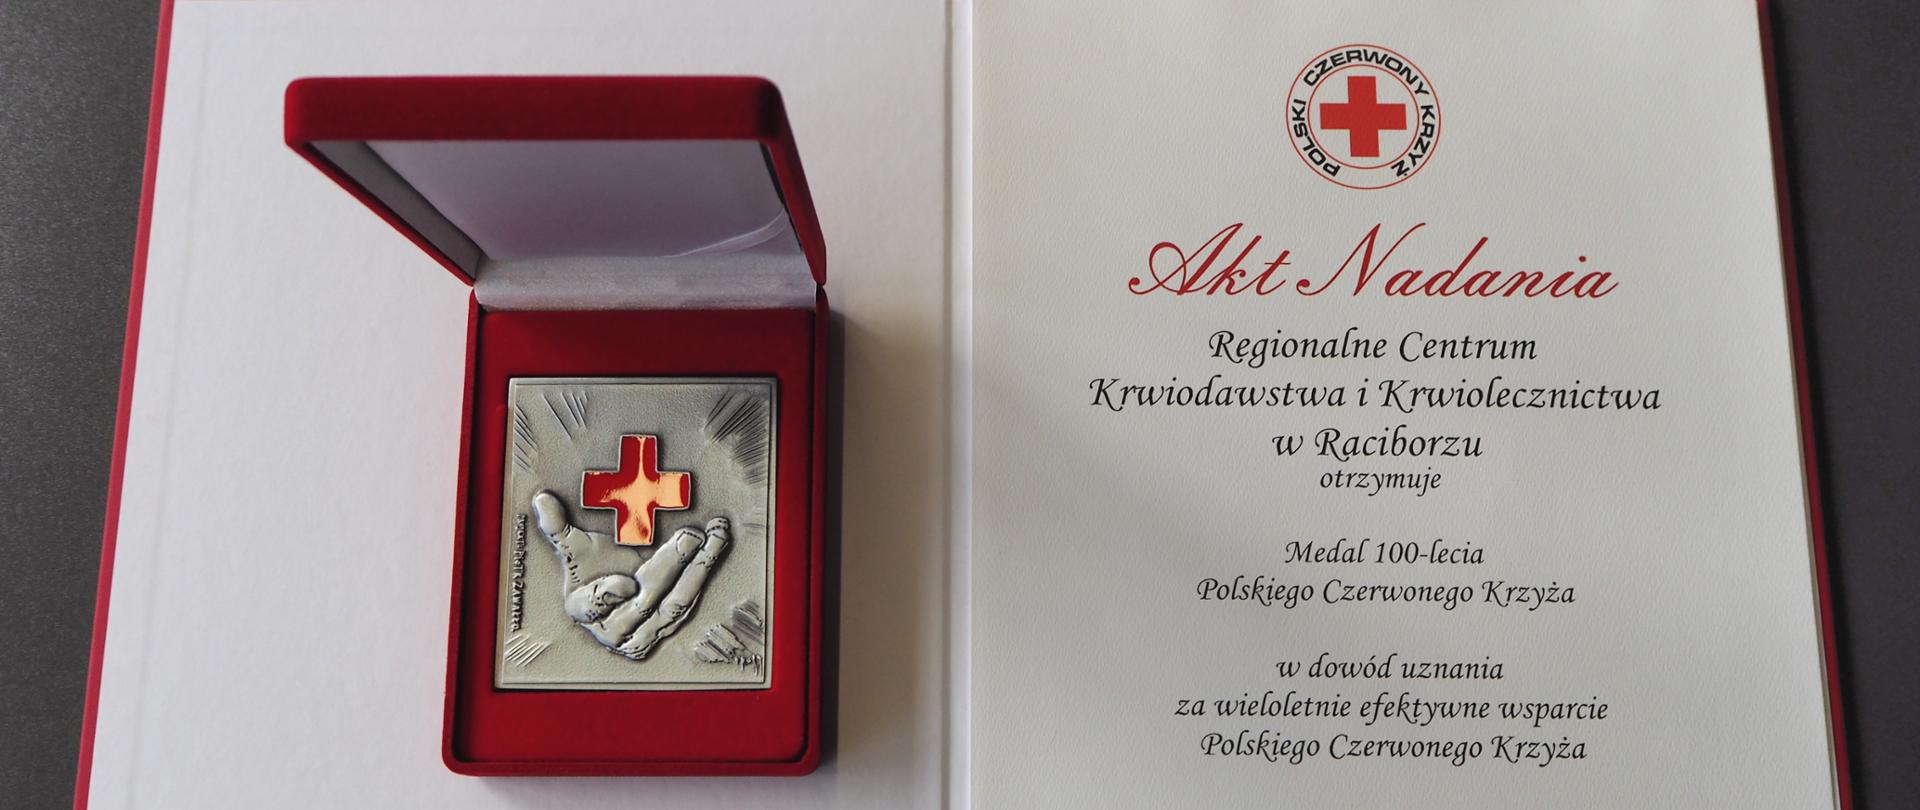 POLSKI CZERWONY KRZYŻ
Akt Nadania
Regionalne Centrum
Krwiodawstwa i Krwiolecznictwa
w Raciborzu
otrzymuje
Medal 100-lecia
Polskiego Czerwonego Krzyża
w dowód uznania
za wieloletnie efektywne wsparcie
Polskiego Czerwonego Krzyża